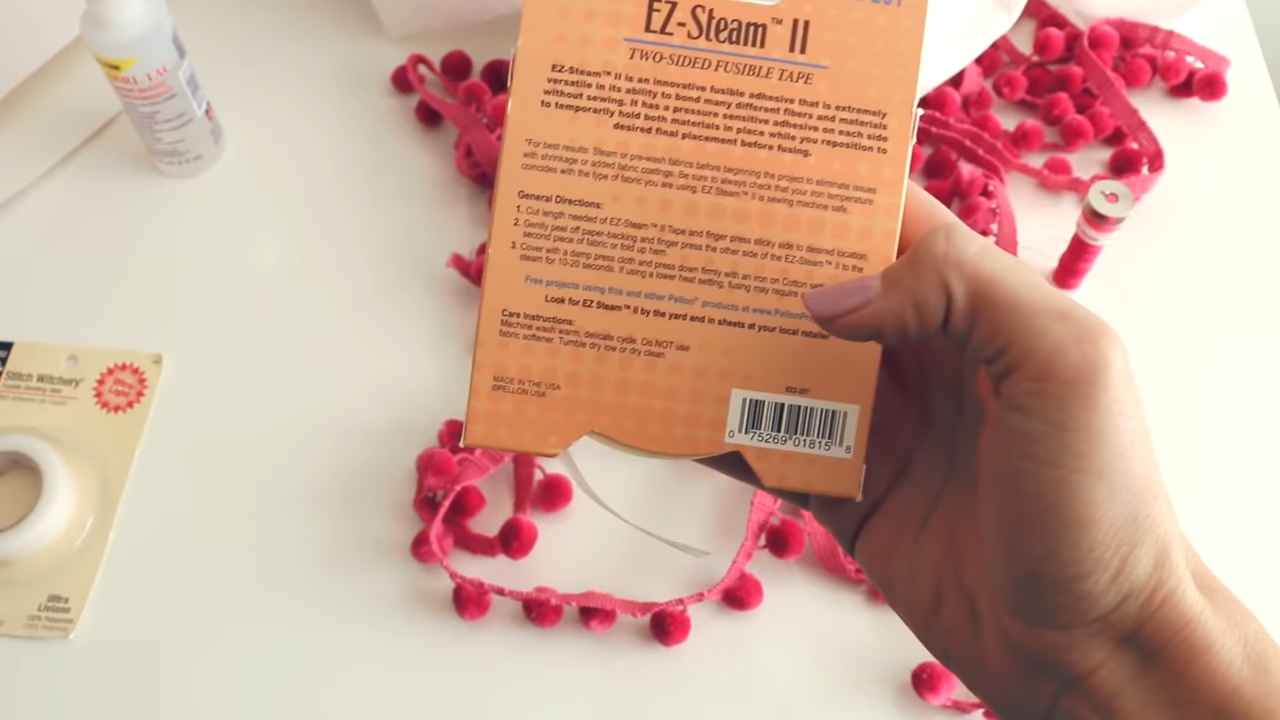 EZ-Steam™ II
TWO-SIDED FUSIBLE TAPE
EZ-Steam™ II is an innovative fusible adhesive that is extremely
versatile in its ability to bond many different fibers and materials
without sewing. It has a pressure sensitive adhesive on each side
to temporarily hold both materials in place while you reposition to
desired final placement before fusing.
*For best results: Steam or pre-wash fabrics before beginning the project to eliminate issues
with shrinkage or added fabric coatings. Be sure to always check that your iron temperature
coincides with the type of fabric you are using. EZ Steam™ II is sewing machine safe.
General Directions:
1. Cut length needed of EZ-Steam™ II Tape and finger press sticky side to desired location.
2. Gently peel off paper-backing and finger press the other side of the EZ-Steam™ II to the
second piece of fabric or fold up hem.
3. Cover with a damp press cloth and press down firmly with an iron on Cotton
steam for 10-20 seconds. If using a lower heat setting, fusing may require
Free projects using this and other Pellon® products at www.PellonPr
Look for EZ Steam™ II by the yard and in sheets at your local retailer
Care Instructions:
Machine wash warm, delicate cycle. Do NOT use
fabric softener. Tumble dry low or dry clean.
MADE IN THE USA
©PELLON USA
0 75269 01815 8
Stitch Witchery
Ultra
Light
Ultra
Liviano